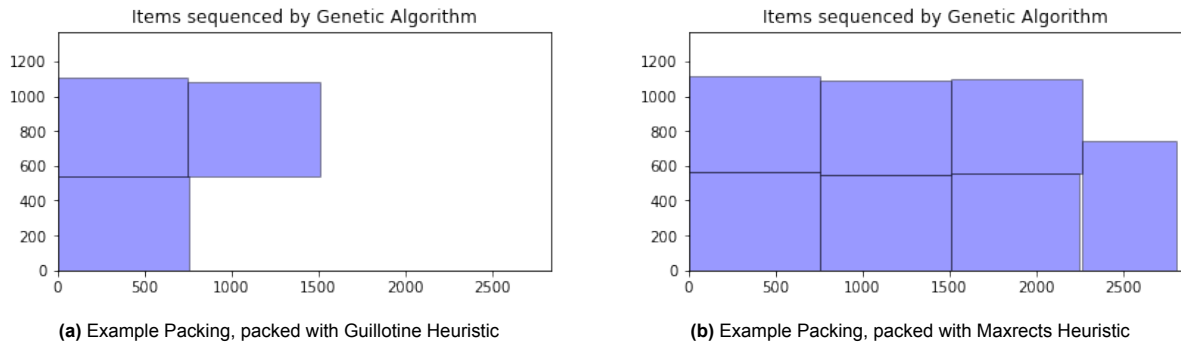 Items sequenced by Genetic Algorithm
1200
1000
800
600
400
200
0
0 500 1000 1500 2000 2500
(a) Example Packing, packed with Guillotine Heuristic
Items sequenced by Genetic Algorithm
1200
1000
800
600
400
200
0
0 500 1000 1500 2000 2500
(b) Example Packing, packed with Maxrects Heuristic